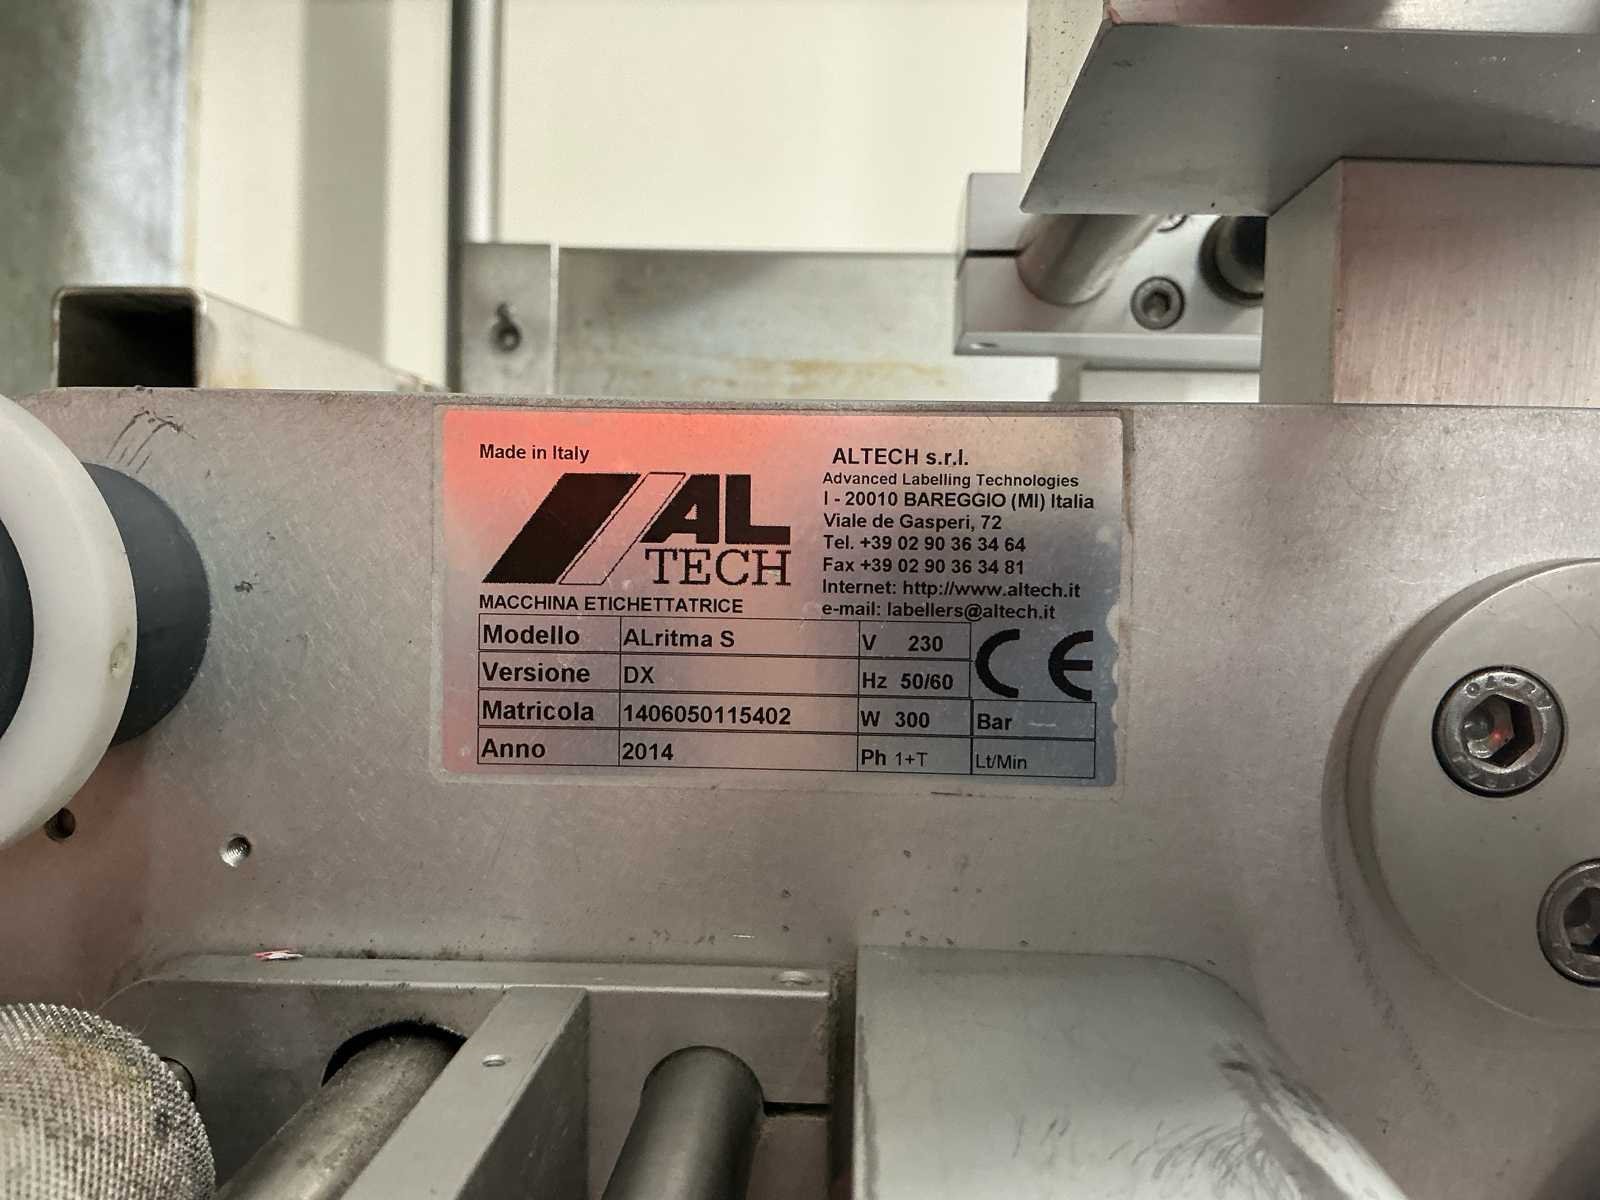 Made in Italy
AL
TECH
MACCHINA ETICHETTATRICE
ALTECH s.r.l.
Advanced Labelling Technologies
I - 20010 BAREGGIO (MI) Italia
Viale de Gasperi, 72
Tel. +39 02 90 36 34 64
Fax +39 02 90 36 34 81
Internet: http://www.altech.it
e-mail: labellers@altech.it
Modello ALritma S V 230 CE
Versione DX Hz 50/60
Matricola 1406050115402 W 300 Bar
Anno 2014 Ph 1+T Lt/Min